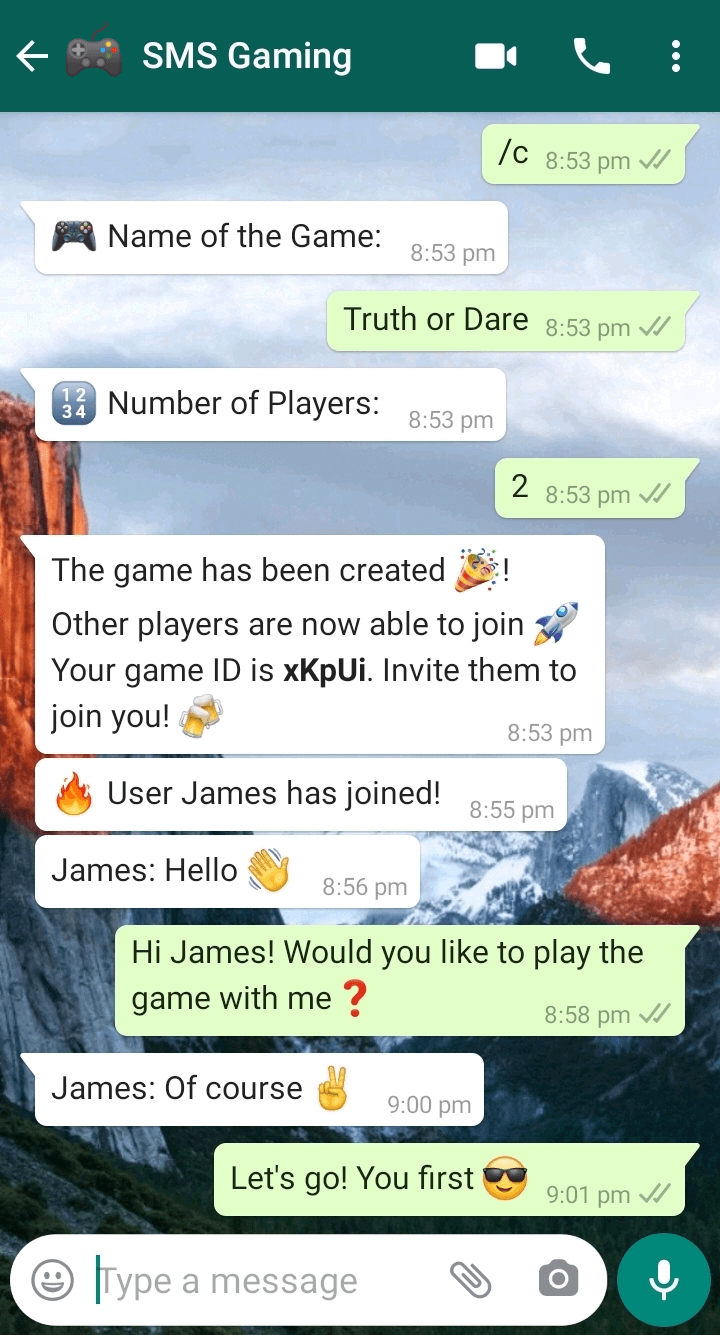 SMS Gaming
/c 8:53 pm
🎮 Name of the Game: 8:53 pm
Truth or Dare 8:53 pm
🔢 Number of Players: 8:53 pm
2 8:53 pm
The game has been created 🎉!
Other players are now able to join 🚀
Your game ID is xKpUi. Invite them to
join you! 🍻 8:53 pm
🔥 User James has joined! 8:55 pm
James: Hello 👋 8:56 pm
Hi James! Would you like to play the
game with me ❓ 8:58 pm
James: Of course ✌️ 9:00 pm
Let's go! You first 😎 9:01 pm
Type a message